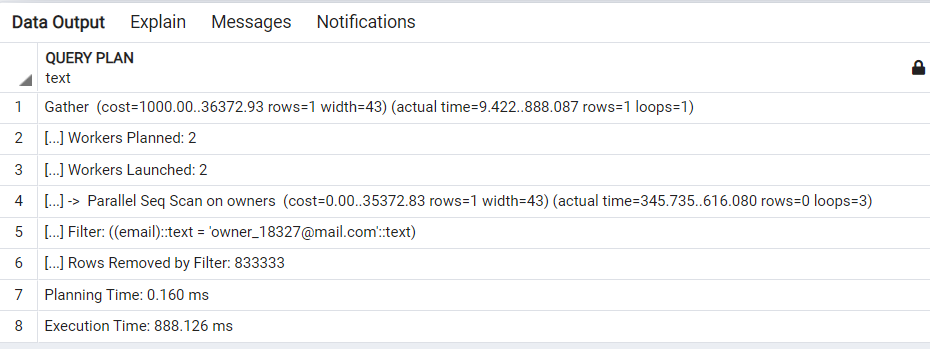 Data Output Explain Messages Notifications
QUERY PLAN
text
1 Gather (cost=1000.00..36372.93 rows=1 width=43) (actual time=9.422..888.087 rows=1 loops=1)
2 [...] Workers Planned: 2
3 [...] Workers Launched: 2
4 [...] -> Parallel Seq Scan on owners (cost=0.00..35372.83 rows=1 width=43) (actual time=345.735..616.080 rows=0 loops=3)
5 [...] Filter: ((email)::text = 'owner_18327@mail.com'::text)
6 [...] Rows Removed by Filter: 833333
7 Planning Time: 0.160 ms
8 Execution Time: 888.126 ms